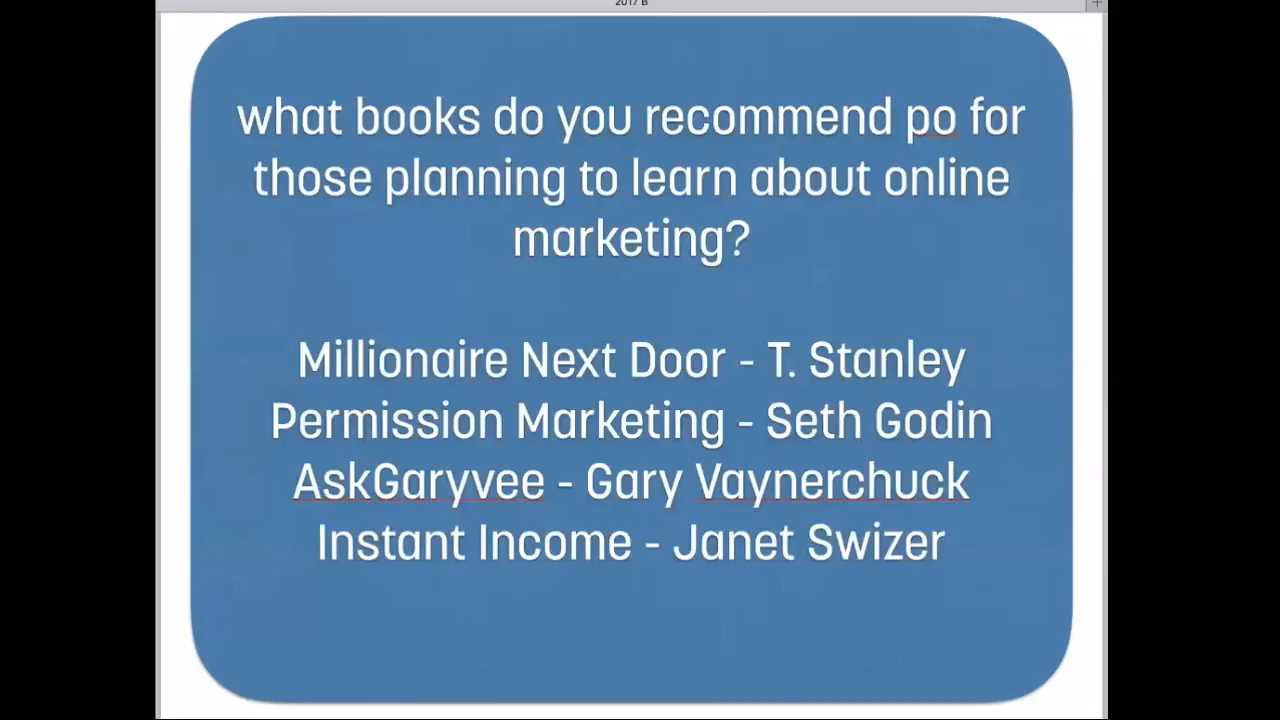 2017 B
what books do you recommend po for
those planning to learn about online
marketing?
Millionaire Next Door - T. Stanley
Permission Marketing - Seth Godin
AskGaryvee - Gary Vaynerchuck
Instant Income - Janet Swizer